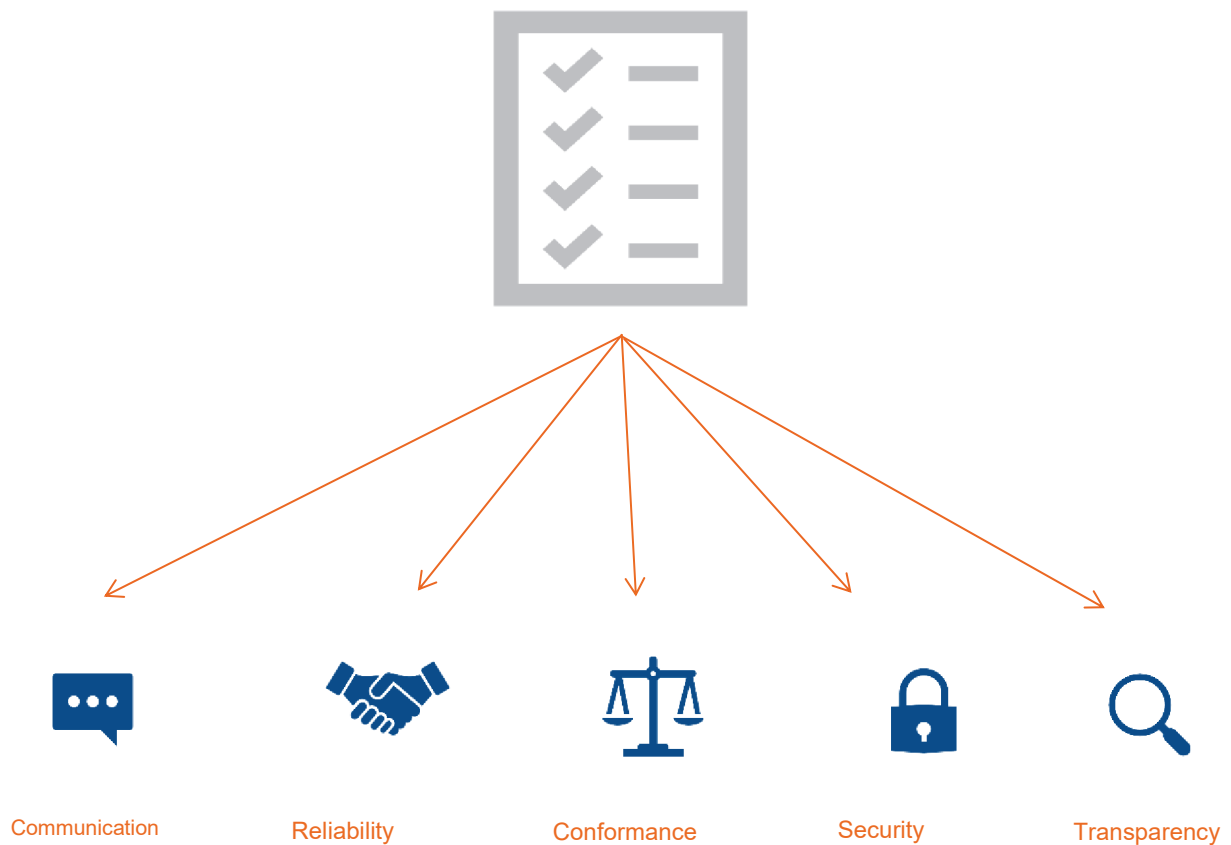 Communication
Reliability
Conformance
Security
Transparency